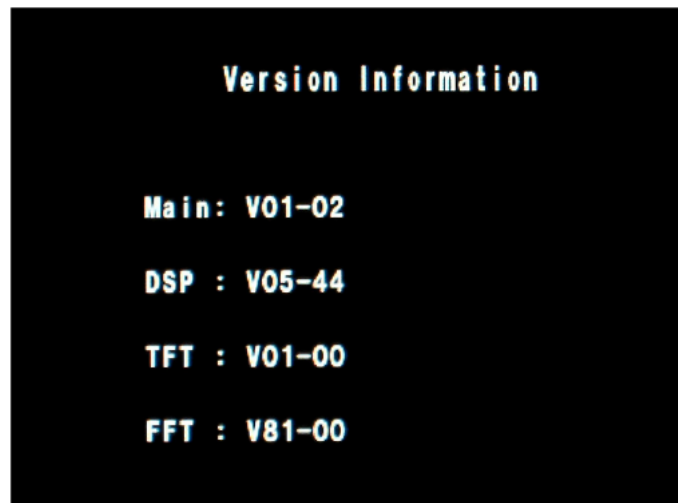 Version Information
Main: V01-02
DSP : V05-44
TFT : V01-00
FFT : V81-00